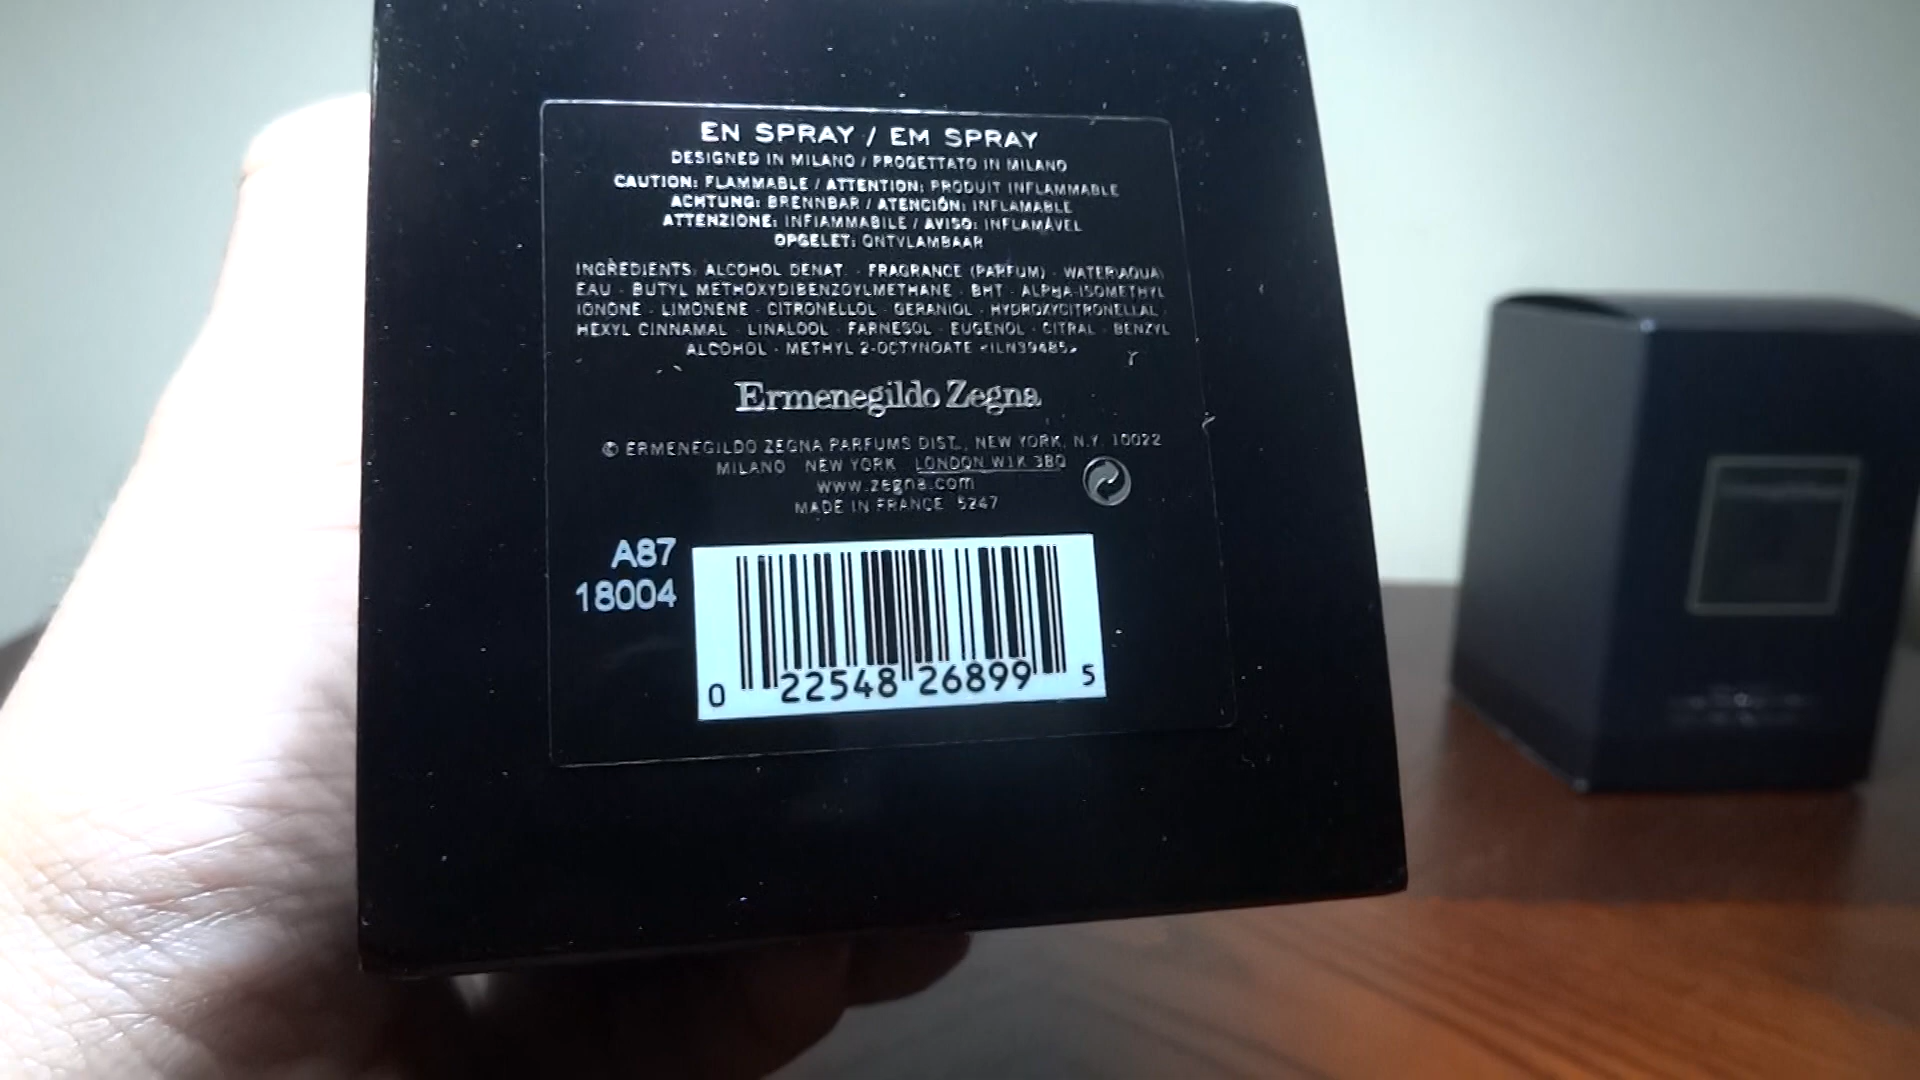 EN SPRAY / EM SPRAY
DESIGNED IN MILANO / PROGETTATO IN MILANO
CAUTION: FLAMMABLE / ATTENTION: PRODUIT INFLAMMABLE
ACHTUNG: BRENNBAR / ATENCIÓN: INFLAMABLE
ATTENZIONE: INFIAMMABILE / AVISO: INFLAMÁVEL
OPGELET: ONTVLAMBAAR
INGREDIENTS: ALCOHOL DENAT. · FRAGRANCE (PARFUM) · WATER(AQUA)
EAU · BUTYL METHOXYDIBENZOYLMETHANE · BHT · ALPHA-ISOMETHYL
IONONE · LIMONENE · CITRONELLOL · GERANIOL · HYDROXYCITRONELLAL ·
HEXYL CINNAMAL · LINALOOL · FARNESOL · EUGENOL · CITRAL · BENZYL
ALCOHOL · METHYL 2-OCTYNOATE <ILN39485>
Ermenegildo Zegna
© ERMENEGILDO ZEGNA PARFUMS DIST., NEW YORK, N.Y. 10022
MILANO NEW YORK LONDON W1K 3BQ
www.zegna.com
MADE IN FRANCE 5247
A87
18004
0 22548 26899 5